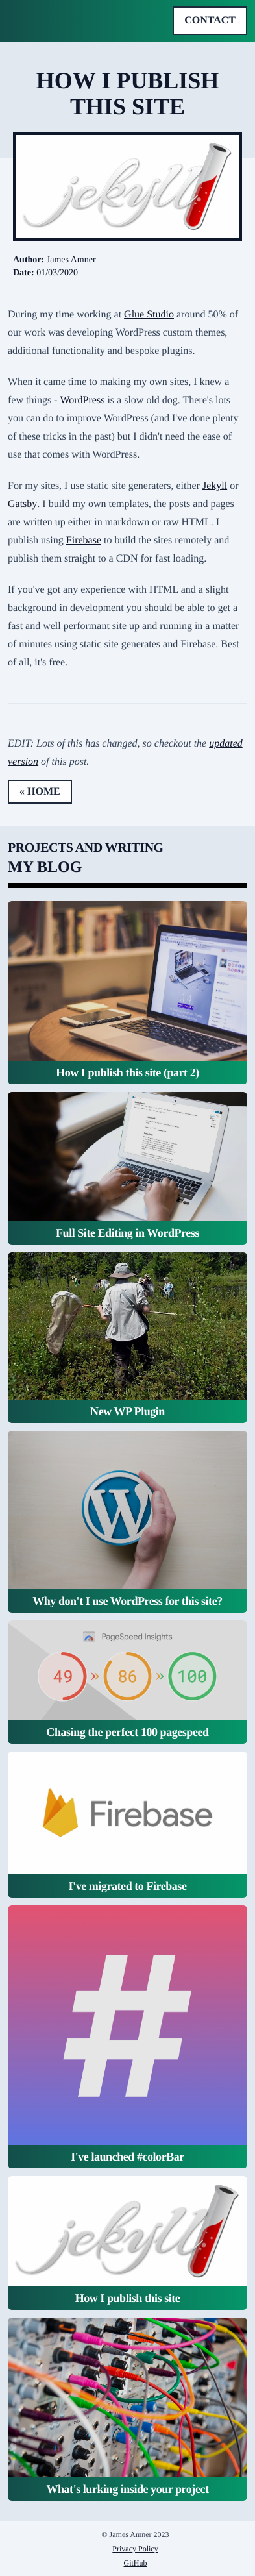 CONTACT
HOW I PUBLISH
THIS SITE
jekyll
Author: James Amner
Date: 01/03/2020
During my time working at Glue Studio around 50% of
our work was developing WordPress custom themes,
additional functionality and bespoke plugins.
When it came time to making my own sites, I knew a
few things - WordPress is a slow old dog. There's lots
you can do to improve WordPress (and I've done plenty
of these tricks in the past) but I didn't need the ease of
use that comes with WordPress.
For my sites, I use static site generaters, either Jekyll or
Gatsby. I build my own templates, the posts and pages
are written up either in markdown or raw HTML. I
publish using Firebase to build the sites remotely and
publish them straight to a CDN for fast loading.
If you've got any experience with HTML and a slight
background in development you should be able to get a
fast and well performant site up and running in a matter
of minutes using static site generates and Firebase. Best
of all, it's free.
EDIT: Lots of this has changed, so checkout the updated
version of this post.
« HOME
PROJECTS AND WRITING
MY BLOG
How I publish this site (part 2)
Full Site Editing in WordPress
New WP Plugin
Why don't I use WordPress for this site?
PageSpeed Insights
49 » 86 » 100
Chasing the perfect 100 pagespeed
Firebase
I've migrated to Firebase
#
I've launched #colorBar
jekyll
How I publish this site
What's lurking inside your project
© James Amner 2023
Privacy Policy
GitHub